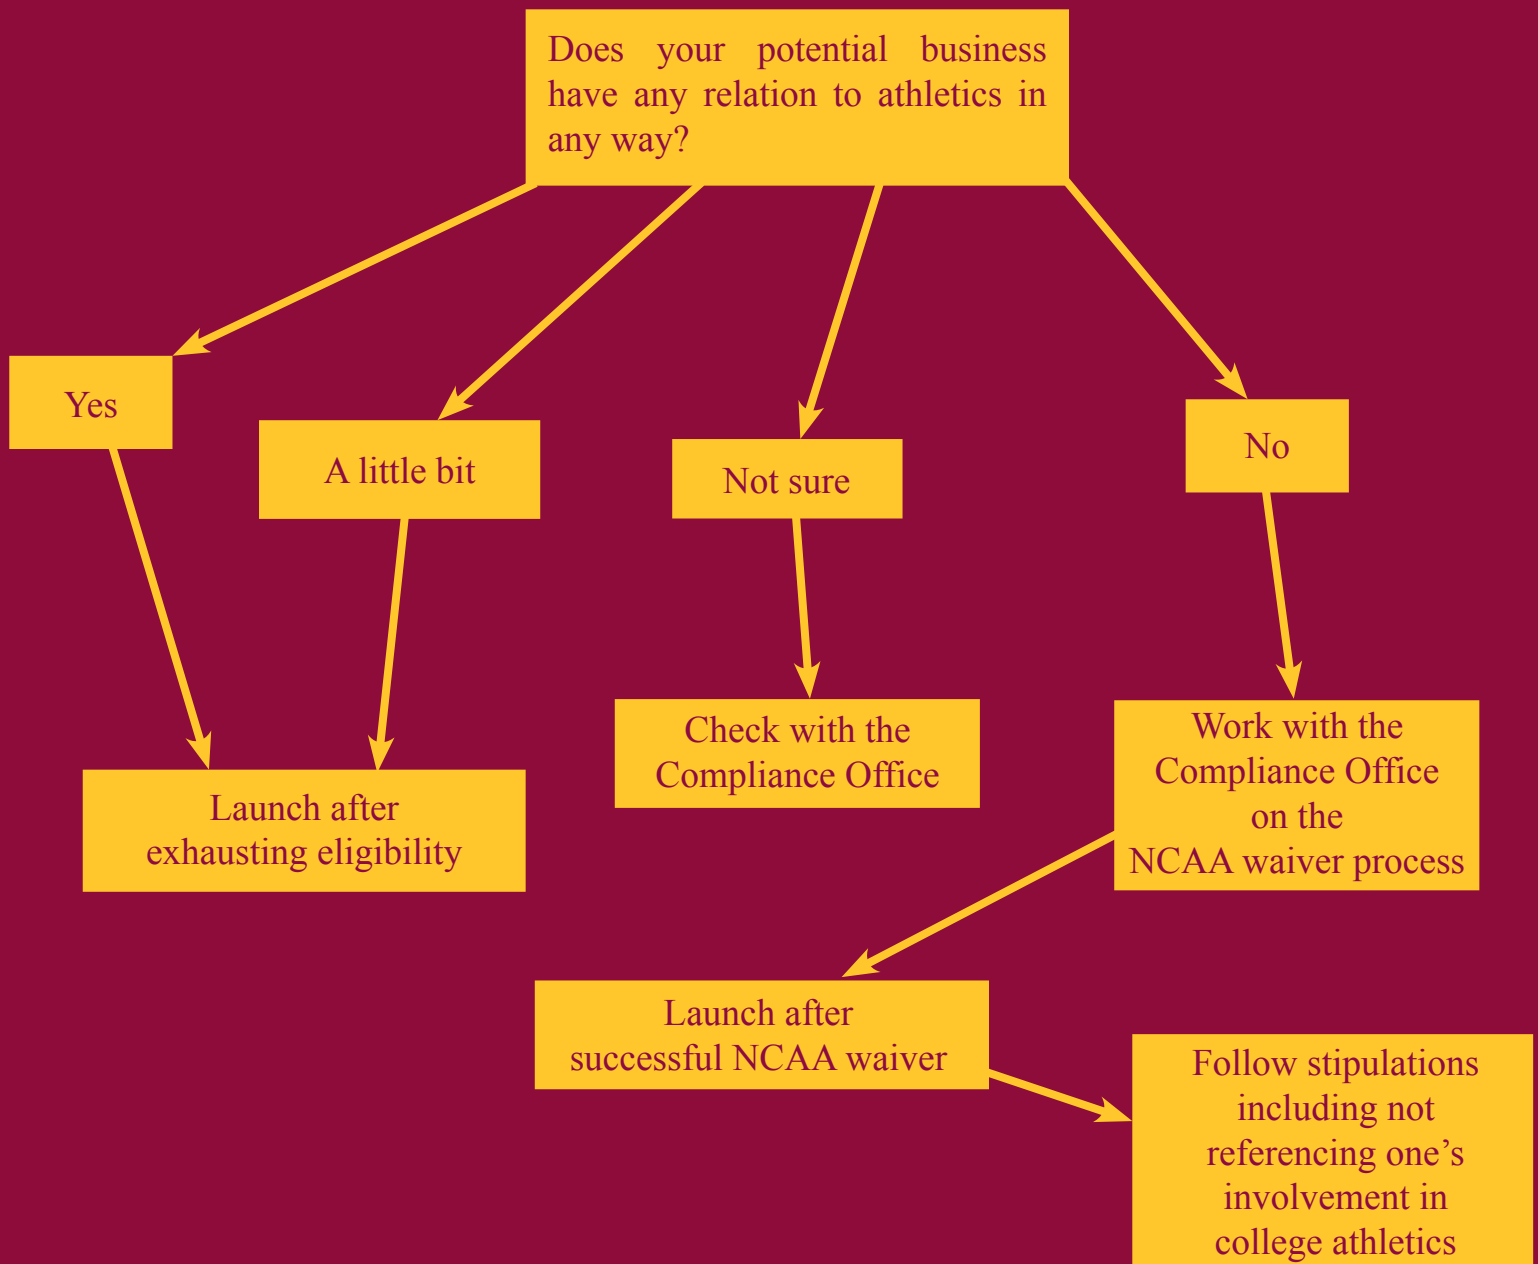 Does your potential business
have any relation to athletics in
any way?
Yes
A little bit
Not sure
No
Check with the
Compliance Office
Work with the
Compliance Office
on the
NCAA waiver process
Launch after
exhausting eligibility
Launch after
successful NCAA waiver
Follow stipulations
including not
referencing one’s
involvement in
college athletics